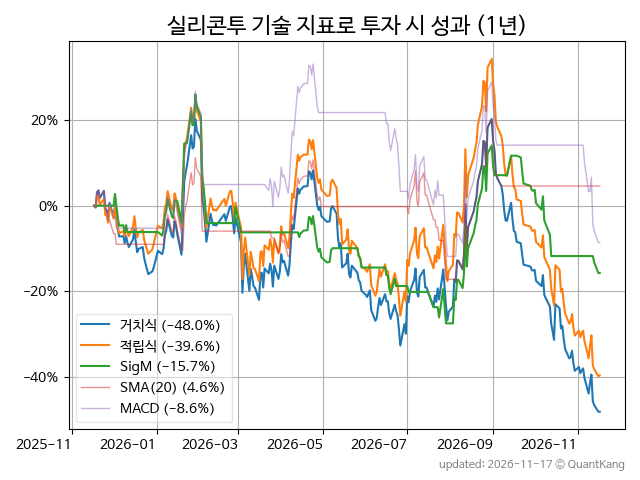 실리콘투 기술 지표로 투자 시 성과 (1년)
20%
0%
−20%
−40%
거치식 (−48.0%)
적립식 (−39.6%)
SigM (−15.7%)
SMA(20) (4.6%)
MACD (−8.6%)
2025-11 2026-01 2026-03 2026-05 2026-07 2026-09 2026-11
updated: 2026-11-17 © QuantKang